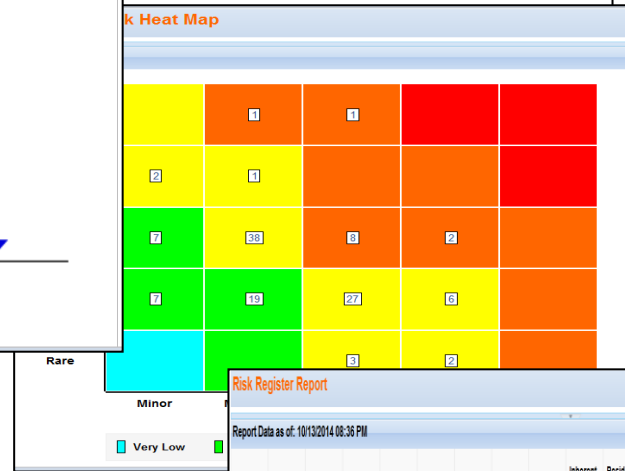 k Heat Map
1 1
2 1
7 38 8 2
7 19 27 6
Rare 3 2
Minor
Risk Register Report
Very Low
Report Data as of: 10/13/2014 08:36 PM
Inherent